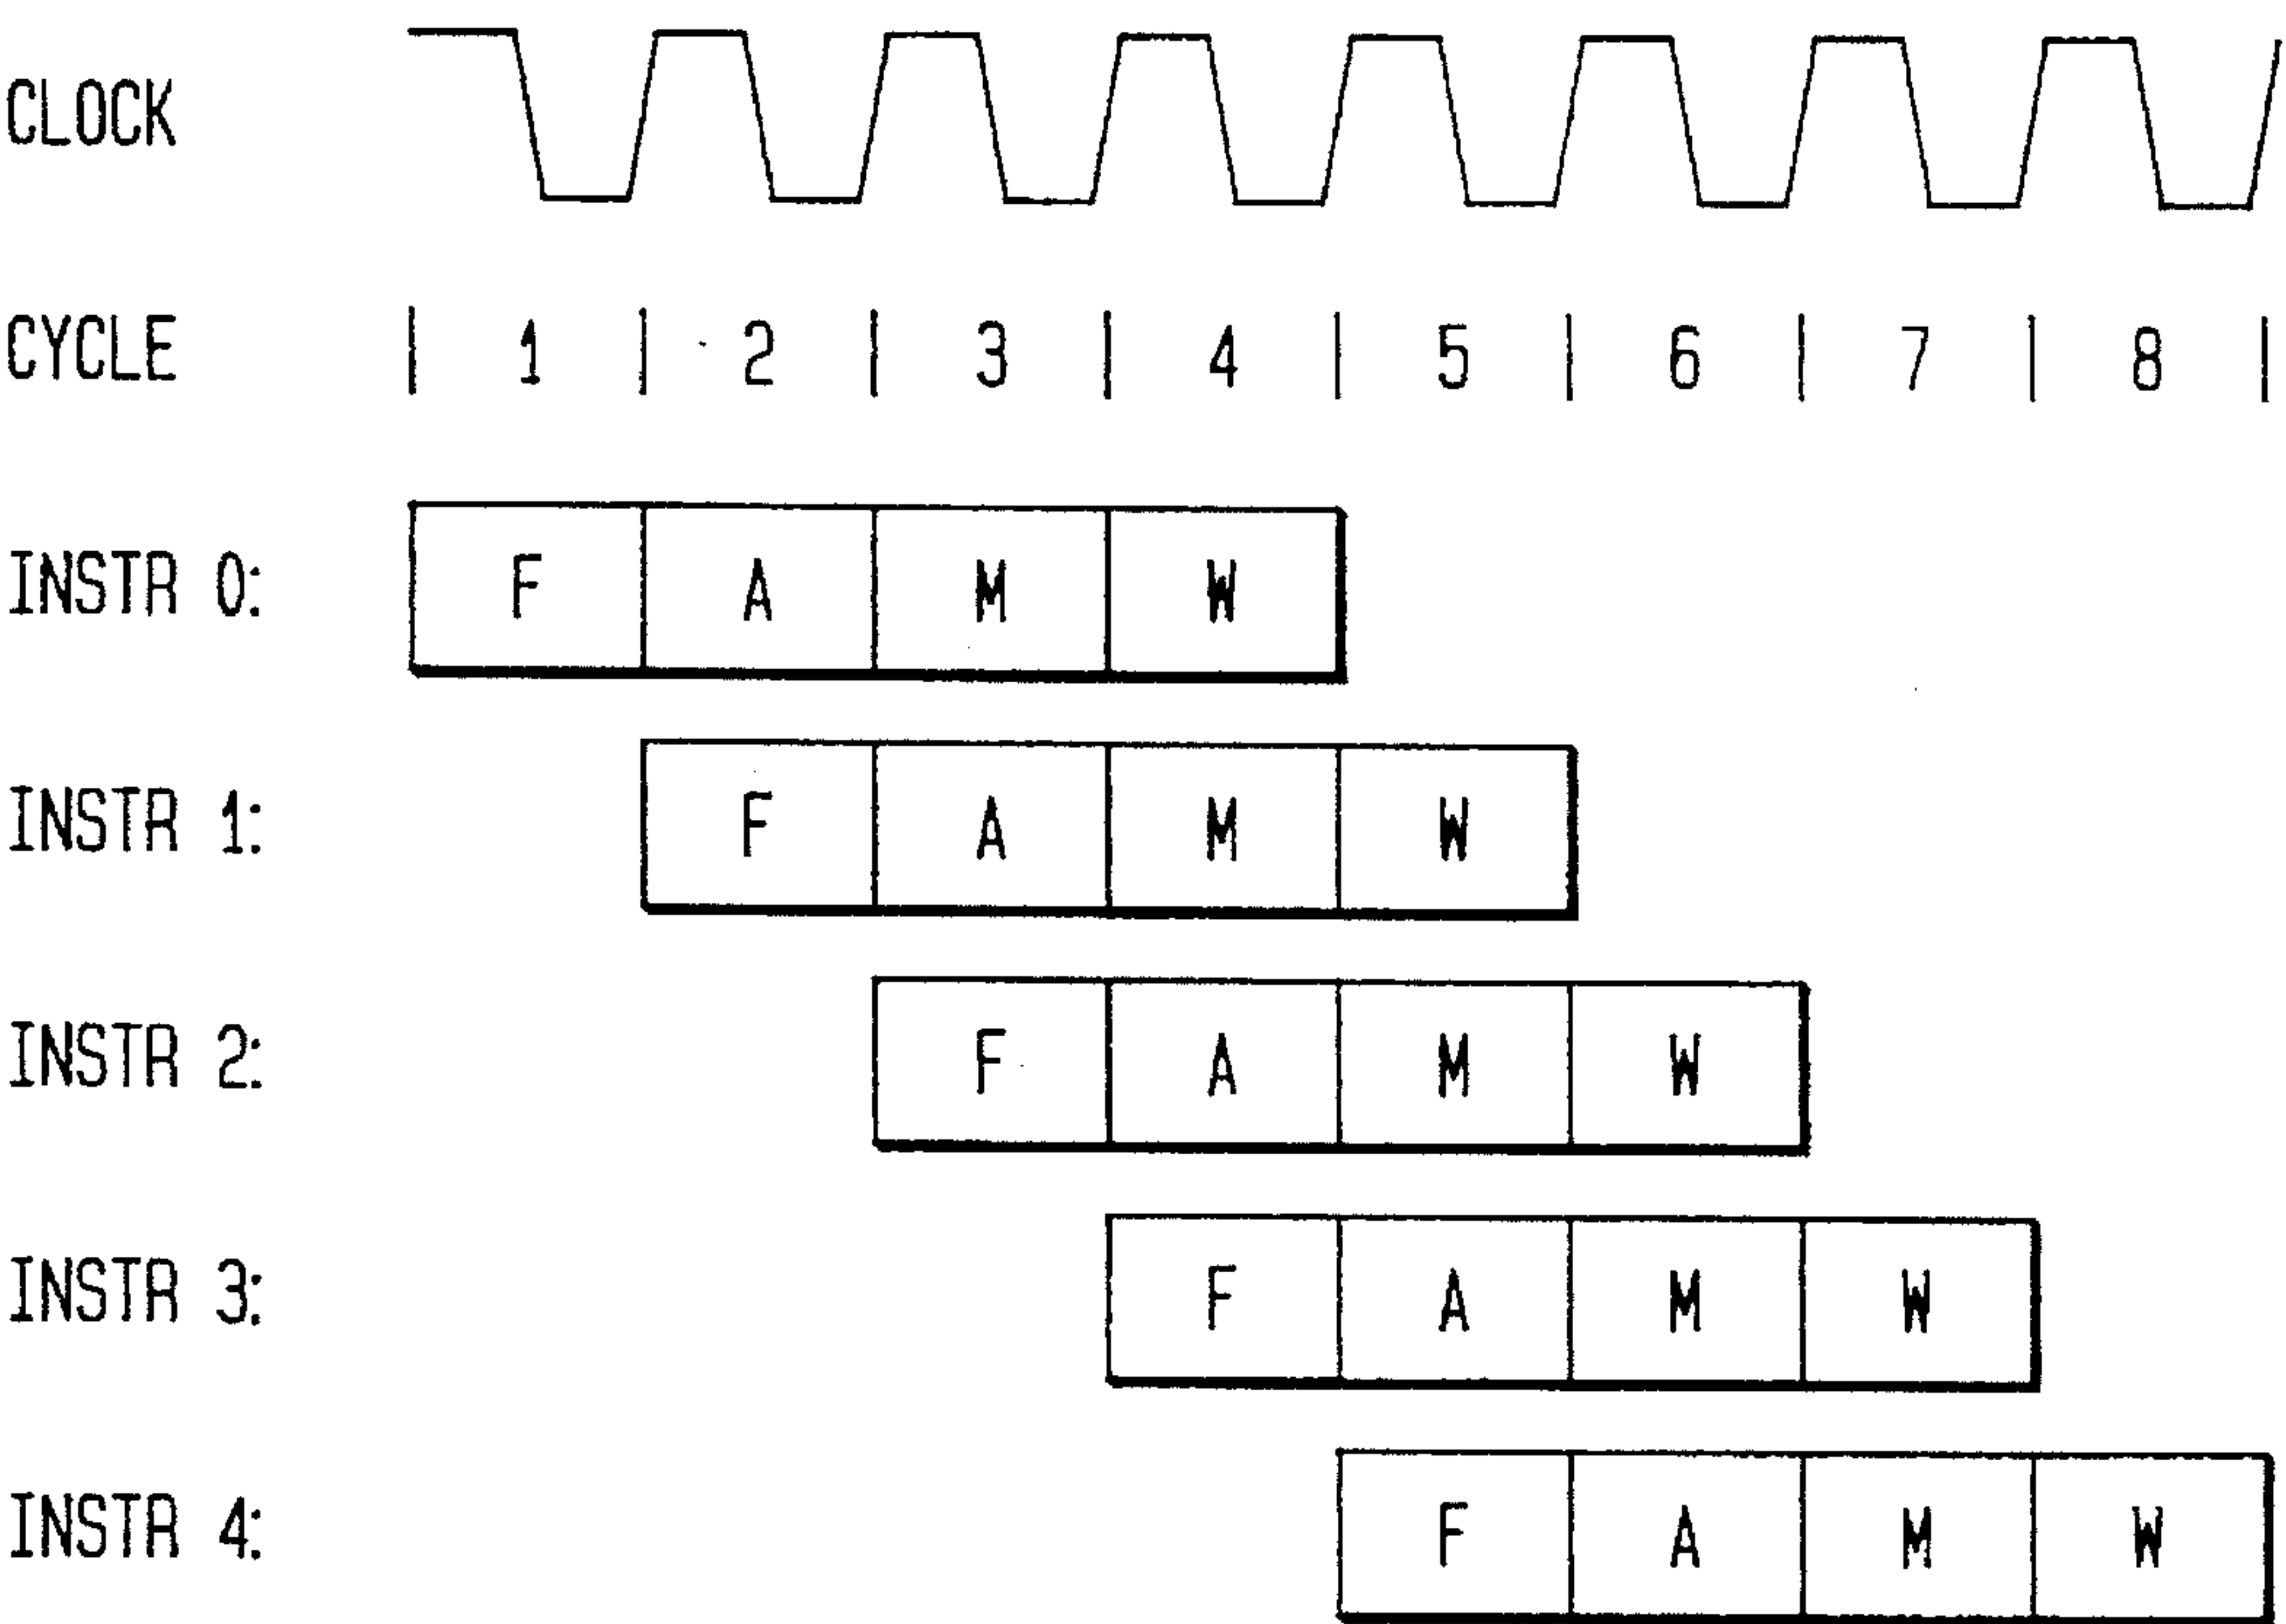 CLOCK
CYCLE | 1 | 2 | 3 | 4 | 5 | 6 | 7 | 8 |
INSTR 0: F A M W
INSTR 1: F A M W
INSTR 2: F A M W
INSTR 3: F A M W
INSTR 4: F A M W